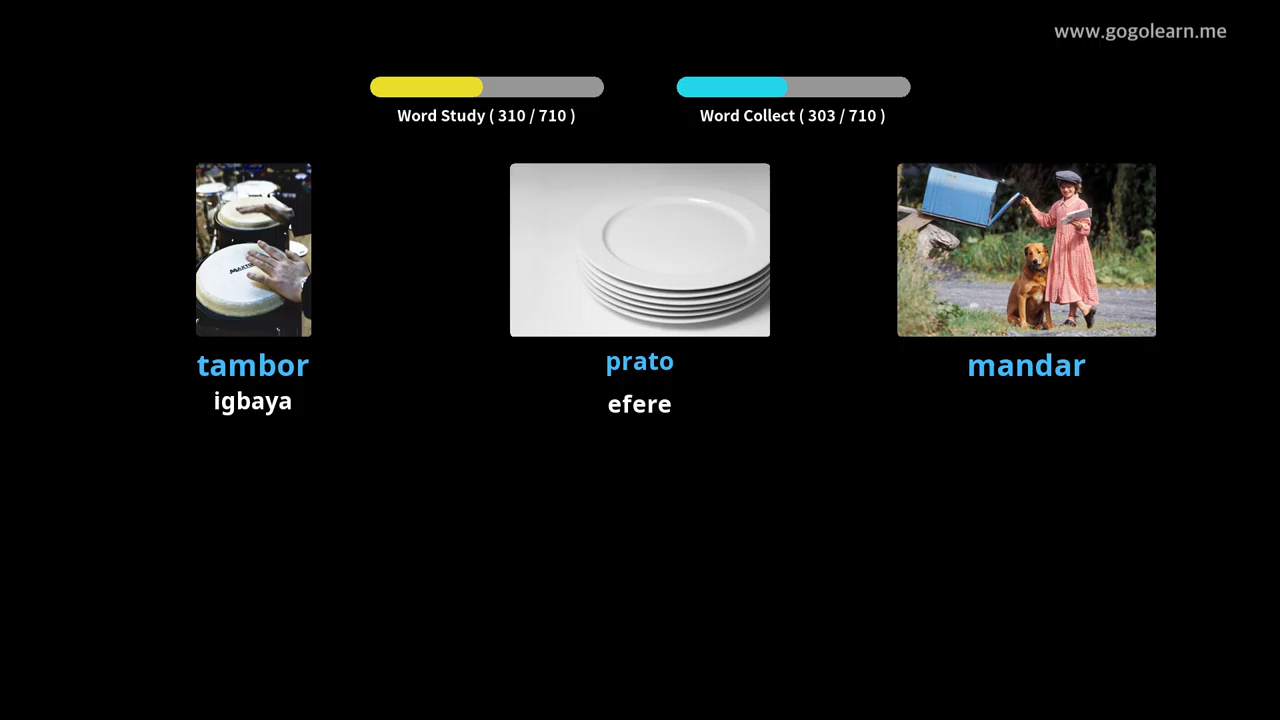 www.gogolearn.me
Word Study ( 310 / 710 )
Word Collect ( 303 / 710 )
tambor
igbaya
prato
efere
mandar